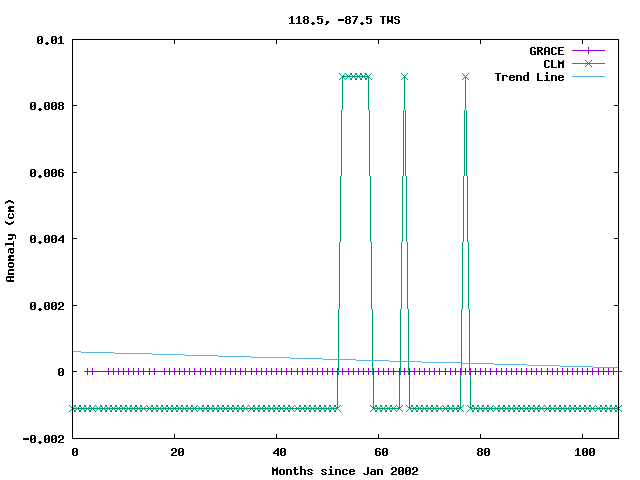 118.5, -87.5 TWS
GRACE
CLM
Trend Line
0.01
0.008
0.006
0.004
0.002
0
-0.002
Anomaly (cm)
0 20 40 60 80 100
Months since Jan 2002